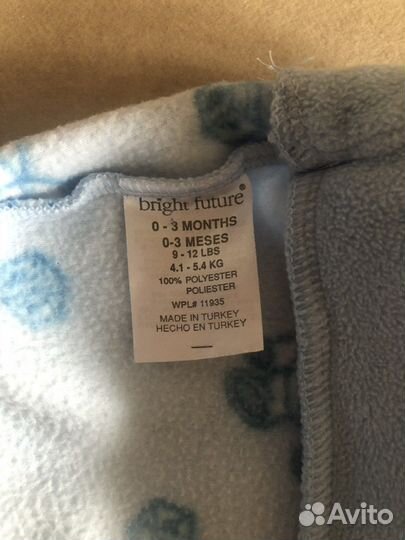 bright future®
0 - 3 MONTHS
0-3 MESES
9 - 12 LBS
4.1 - 5.4 KG
100% POLYESTER
POLIESTER
WPL# 11935
MADE IN TURKEY
HECHO EN TURKEY
Avito